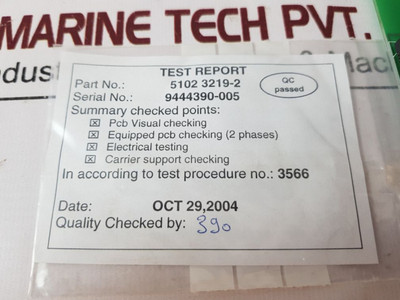 MARINE TECH PVT.
TEST REPORT
Part No.: 5102 3219-2
QC passed
Serial No.: 9444390-005
Summary checked points:
☒ Pcb Visual checking
☒ Equipped pcb checking (2 phases)
☒ Electrical testing
☒ Carrier support checking
In according to test procedure no.: 3566
Date: OCT 29,2004
Quality Checked by: 390